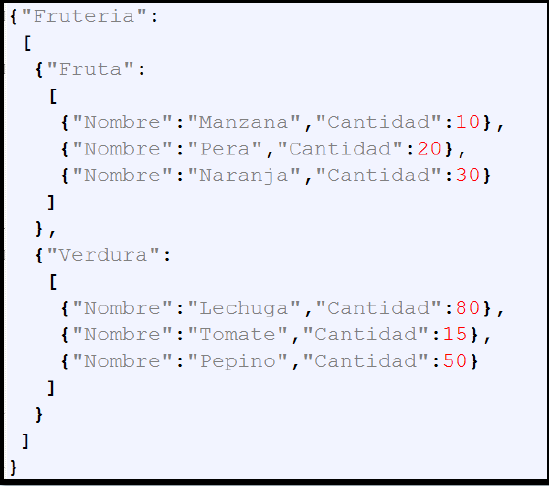 {"Fruteria":
[
{"Fruta":
[
{"Nombre":"Manzana","Cantidad":10},
{"Nombre":"Pera","Cantidad":20},
{"Nombre":"Naranja","Cantidad":30}
]
},
{"Verdura":
[
{"Nombre":"Lechuga","Cantidad":80},
{"Nombre":"Tomate","Cantidad":15},
{"Nombre":"Pepino","Cantidad":50}
]
}
]
}